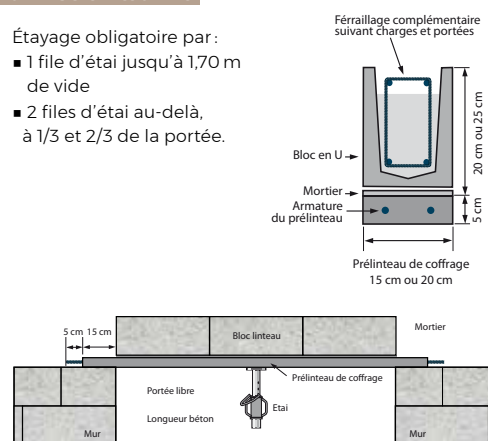 Étayage obligatoire par :
▪ 1 file d'étai jusqu'à 1,70 m
de vide
▪ 2 files d'étai au-delà,
à 1/3 et 2/3 de la portée.
Férraillage complémentaire
suivant charges et portées
Bloc en U
Mortier
Armature
du prélinteau
20 cm ou 25 cm
5 cm
Prélinteau de coffrage
15 cm ou 20 cm
5 cm 15 cm
Bloc linteau
Mortier
Prélinteau de coffrage
Portée libre
Etai
Longueur béton
Mur
Mur